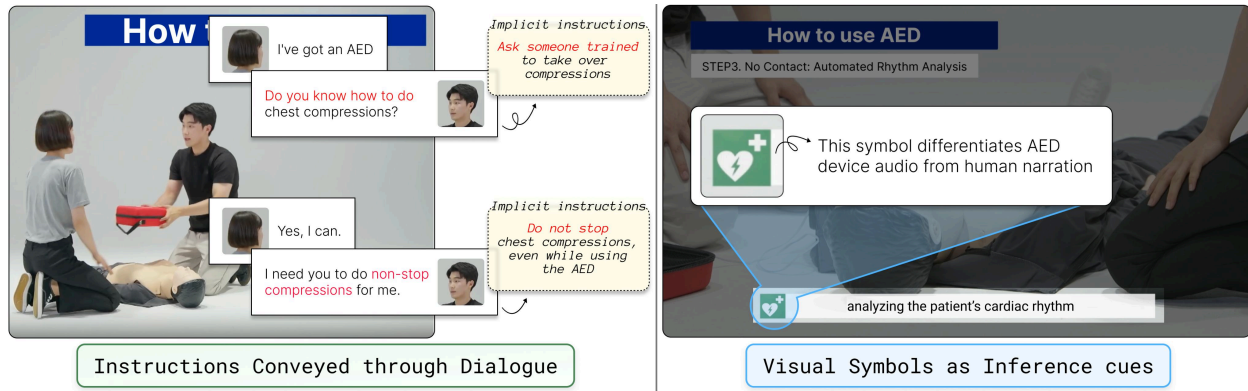 How t
I've got an AED
Do you know how to do
chest compressions?
Implicit instructions
Ask someone trained
to take over
compressions
Yes, I can.
I need you to do non-stop
compressions for me.
Implicit instructions
Do not stop
chest compressions,
even while using
the AED
Instructions Conveyed through Dialogue
How to use AED
STEP3. No Contact: Automated Rhythm Analysis
This symbol differentiates AED
device audio from human narration
analyzing the patient's cardiac rhythm
Visual Symbols as Inference cues